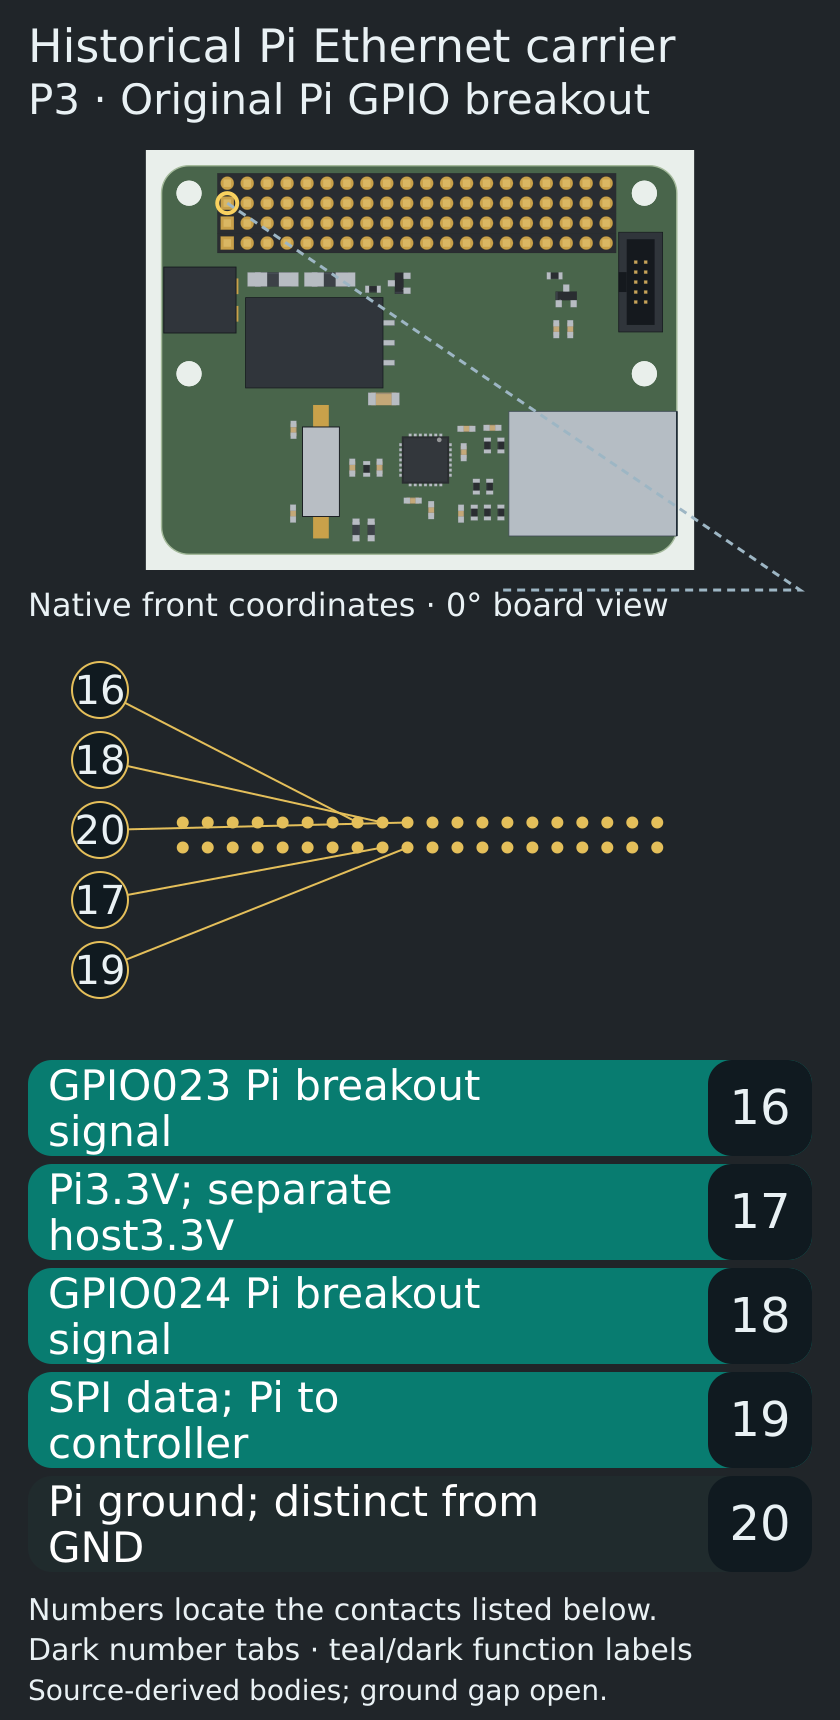 Historical Pi Ethernet carrier
P3 · Original Pi GPIO breakout
Native front coordinates · 0° board view
16
18
20
17
19
GPIO023 Pi breakout
signal
16
Pi3.3V; separate
host3.3V
17
GPIO024 Pi breakout
signal
18
SPI data; Pi to
controller
19
Pi ground; distinct from
GND
20
Numbers locate the contacts listed below.
Dark number tabs · teal/dark function labels
Source-derived bodies; ground gap open.